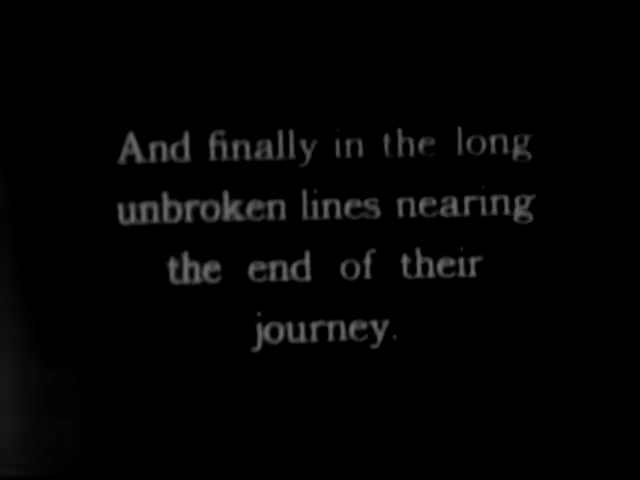 And finally in the long
unbroken lines nearing
the end of their
journey.